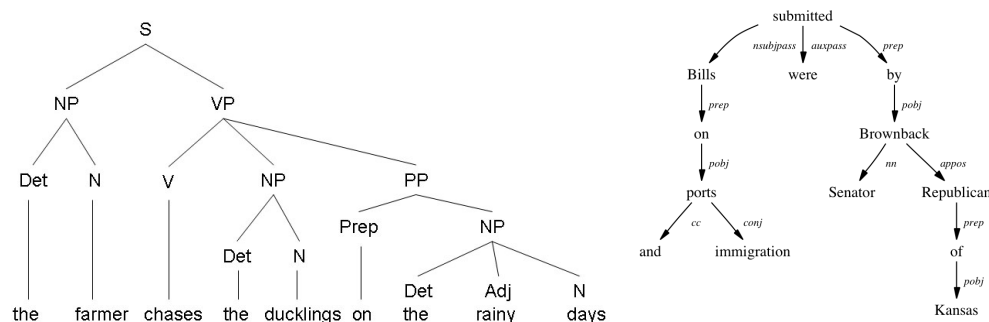 S
NP VP
Det N V NP PP
Prep NP
Det N
Det Adj N
the farmer chases the ducklings on the rainy days
submitted
nsubjpass auxpass prep
Bills were by
prep pobj
on Brownback
pobj nn appos
ports Senator Republican
cc conj prep
and immigration of
pobj
Kansas